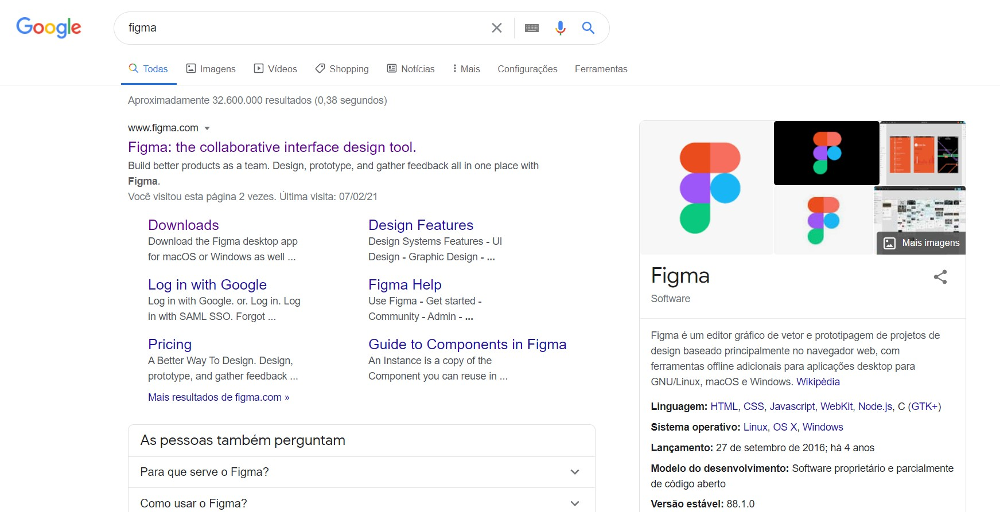 Google
figma
Todas
Imagens
Vídeos
Shopping
Notícias
Mais
Configurações
Ferramentas
Aproximadamente 32.600.000 resultados (0,38 segundos)
www.figma.com
Figma: the collaborative interface design tool.
Build better products as a team. Design, prototype, and gather feedback all in one place with
Figma.
Você visitou esta página 2 vezes. Última visita: 07/02/21
Downloads
Download the Figma desktop app
for macOS or Windows as well ...
Design Features
Design Systems Features - UI
Design - Graphic Design - ...
Log in with Google
Log in with Google. or. Log in. Log
in with SAML SSO. Forgot ...
Figma Help
Use Figma - Get started -
Community - Admin - ...
Pricing
A Better Way To Design. Design,
prototype, and gather feedback ...
Guide to Components in Figma
An Instance is a copy of the
Component you can reuse in ...
Mais resultados de figma.com »
As pessoas também perguntam
Para que serve o Figma?
Como usar o Figma?
Mais imagens
Figma
Software
Figma é um editor gráfico de vetor e prototipagem de projetos de
design baseado principalmente no navegador web, com
ferramentas offline adicionais para aplicações desktop para
GNU/Linux, macOS e Windows. Wikipédia
Linguagem: HTML, CSS, Javascript, WebKit, Node.js, C (GTK+)
Sistema operativo: Linux, OS X, Windows
Lançamento: 27 de setembro de 2016; há 4 anos
Modelo do desenvolvimento: Software proprietário e parcialmente
de código aberto
Versão estável: 88.1.0